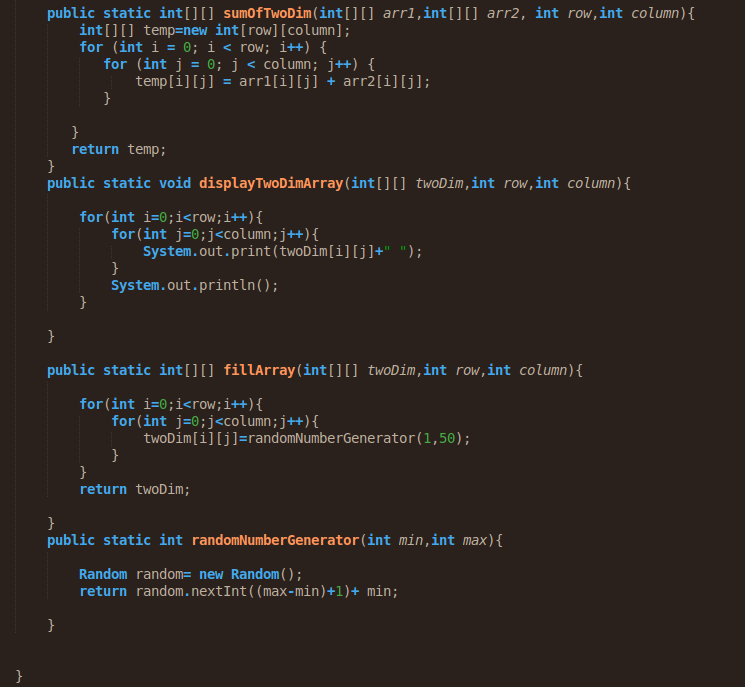 public static int[][] sumOfTwoDim(int[][] arr1,int[][] arr2, int row,int column){
int[][] temp=new int[row][column];
for (int i = 0; i < row; i++) {
for (int j = 0; j < column; j++) {
temp[i][j] = arr1[i][j] + arr2[i][j];
}
}
return temp;
}
public static void displayTwoDimArray(int[][] twoDim,int row,int column){
for(int i=0;i<row;i++){
for(int j=0;j<column;j++){
System.out.print(twoDim[i][j]+" ");
}
System.out.println();
}
}
public static int[][] fillArray(int[][] twoDim,int row,int column){
for(int i=0;i<row;i++){
for(int j=0;j<column;j++){
twoDim[i][j]=randomNumberGenerator(1,50);
}
}
return twoDim;
}
public static int randomNumberGenerator(int min,int max){
Random random= new Random();
return random.nextInt((max-min)+1)+ min;
}
}